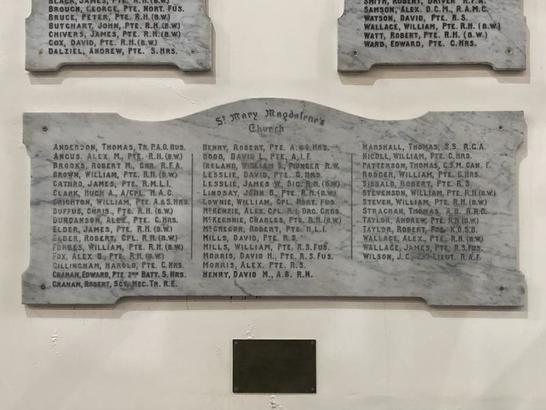 BLACK, JAMES, PTE. R.H. (B.W)
BROUGH, GEORGE, PTE. NORT. FUS.
BRUCE, PETER, PTE. R.H. (B.W)
BUTCHART, JOHN, PTE. R.H. (B.W)
CHIVERS, JAMES, PTE. R.H. (B.W)
COX, DAVID, PTE. R.H. (B.W)
DALZIEL, ANDREW, PTE. S. HRS.
SMITH, ROBERT, DRIVER R.F.A.
SAMSON, ALEX. D.C.M., R.A.M.C.
WATSON, DAVID, PTE. R.S.
WALLACE, WILLIAM, PTE. R.H. (B.W)
WATT, ROBERT, PTE. R.H. (B.W)
WARD, EDWARD, PTE. C. HRS.
St. Mary Magdalene's
Church
ANDERSON, THOMAS, TR. P.A.O. HUS.
ANGUS, ALEX. M., PTE. R.H. (B.W)
BROOKS, ROBERT M., GNR. R.F.A.
BROWN, WILLIAM, PTE. R.H. (B.W)
CATHRO, JAMES, PTE. R.M.L.I.
CLARK, HUGH A., A/CPL. H.A.C.
CRIGHTON, WILLIAM, PTE. A.&S. HRS.
DUFFUS, CHRIS., PTE. R.H. (B.W)
DURDANSON, ALEX., PTE. C. HRS.
ELDER, JAMES, PTE. R.H. (B.W)
ELDER, ROBERT, CPL. R.H. (B.W)
FORBES, WILLIAM, PTE. R.H. (B.W)
FOX, ALEX. D., PTE. R.H. (B.W)
GILLINGHAM, HAROLD, PTE. C. HRS.
GRAHAM, EDWARD, PTE 2ND BATT. S. HRS.
GRAHAM, ROBERT, SGT. MEC. TN. R.E.
HENRY, ROBERT, PTE. A.&S. HRS.
HOOD, DAVID L., PTE. A.I.F.
IRELAND, WILLIAM S., PIONEER R.W.
LESSLIE, DAVID, PTE. S. HRS.
LESSLIE, JAMES W., SIG. R.H. (B.W)
LINDSAY, JOHN B., PTE. R.H. (B.W)
LOWNIE, WILLIAM, CPL. NORT. FUS.
MCKENZIE, ALEX. CPL. R.I. DRG. GRDS.
MCKENNIE, CHARLES, PTE. R.H. (B.W)
MCGREGOR, ROBERT, PTE. H.L.I.
MILLS, DAVID, PTE. R.S.
MILLS, WILLIAM, PTE. R.S. FUS.
MORRIS, DAVID M., PTE. R.S. FUS.
MORRIS, ALEX. PTE. R.S.
HENRY, DAVID M., A.B. R.N.
MARSHALL, THOMAS, S.S. R.G.A.
NICOLL, WILLIAM, PTE. C. HRS.
PATTERSON, THOMAS, C.S.M. CAN. F.
RODGER, WILLIAM, PTE. C. HRS.
SIBBALD, ROBERT, PTE. R.S.
STEVENSON, WILLIAM, PTE. R.H. (B.W)
STEVEN, WILLIAM, PTE. R.H. (B.W)
STRACHAN, THOMAS, A.B. R.N.D.
TAYLOR, ANDREW, PTE. R.H. (B.W)
TAYLOR, ROBERT, PTE. K.O.S.B.
WALLACE, ALEX., PTE. R.H. (B.W)
WALLACE, JAMES, PTE. R.S. FUS.
WILSON, J.C., 2ND LIEUT. R.A.F.